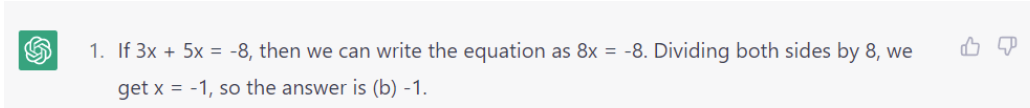 1. If 3x + 5x = -8, then we can write the equation as 8x = -8. Dividing both sides by 8, we
get x = -1, so the answer is (b) -1.